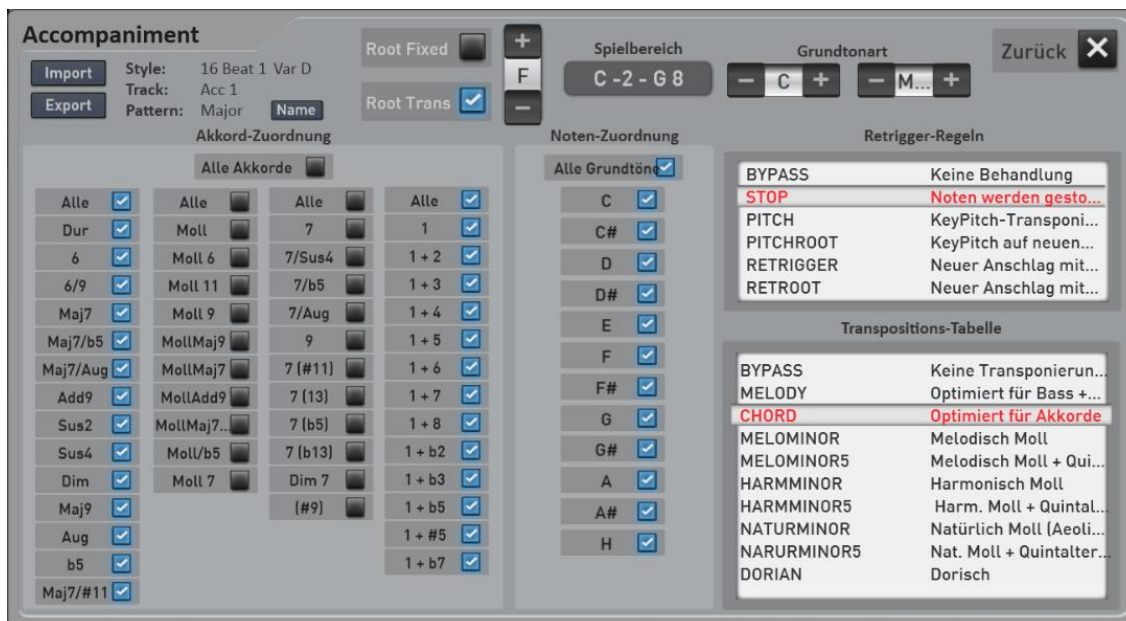 Accompaniment
Import
Export
Style: 16 Beat 1 Var D
Track: Acc 1
Pattern: Major
Name
Root Fixed
Root Trans
+
F
−
Spielbereich
C -2 - G 8
Grundtonart
− C +
− M... +
Zurück X
Akkord-Zuordnung
Alle Akkorde
Alle
Dur
6
6/9
Maj7
Maj7/b5
Maj7/Aug
Add9
Sus2
Sus4
Dim
Maj9
Aug
b5
Maj7/#11
Alle
Moll
Moll 6
Moll 11
Moll 9
MollMaj9
MollMaj7
MollAdd9
MollMaj7...
Moll/b5
Moll 7
Alle
7
7/Sus4
7/b5
7/Aug
9
7 (#11)
7 (13)
7 (b5)
7 (b13)
Dim 7
(#9)
Alle
1
1 + 2
1 + 3
1 + 4
1 + 5
1 + 6
1 + 7
1 + 8
1 + b2
1 + b3
1 + b5
1 + #5
1 + b7
Noten-Zuordnung
Alle Grundtöne
C
C#
D
D#
E
F
F#
G
G#
A
A#
H
Retrigger-Regeln
BYPASS Keine Behandlung
STOP Noten werden gesto...
PITCH KeyPitch-Transponi...
PITCHROOT KeyPitch auf neuen...
RETRIGGER Neuer Anschlag mit...
RETROOT Neuer Anschlag mit...
Transpositions-Tabelle
BYPASS Keine Transponierun...
MELODY Optimiert für Bass +...
CHORD Optimiert für Akkorde
MELOMINOR Melodisch Moll
MELOMINOR5 Melodisch Moll + Qui...
HARMMINOR Harmonisch Moll
HARMMINOR5 Harm. Moll + Quintal...
NATURMINOR Natürlich Moll (Aeoli...
NARURMINOR5 Nat. Moll + Quintalter...
DORIAN Dorisch